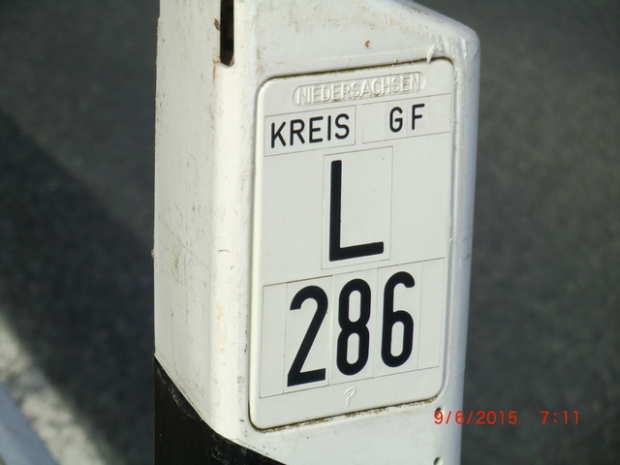 NIEDERSACHSEN
KREIS GF
L
286
9/6/2015 7:11